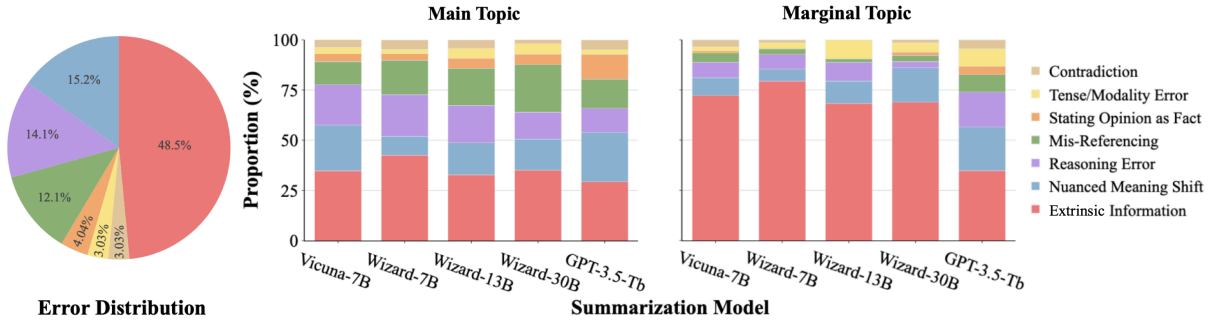 Main Topic
Marginal Topic
15.2%
14.1%
48.5%
12.1%
4.04%
3.03%
3.03%
Error Distribution
Proportion (%)
100
75
50
25
0
Vicuna-7B
Wizard-7B
Wizard-13B
Wizard-30B
GPT-3.5-Tb
Vicuna-7B
Wizard-7B
Wizard-13B
Wizard-30B
GPT-3.5-Tb
Summarization Model
Contradiction
Tense/Modality Error
Stating Opinion as Fact
Mis-Referencing
Reasoning Error
Nuanced Meaning Shift
Extrinsic Information